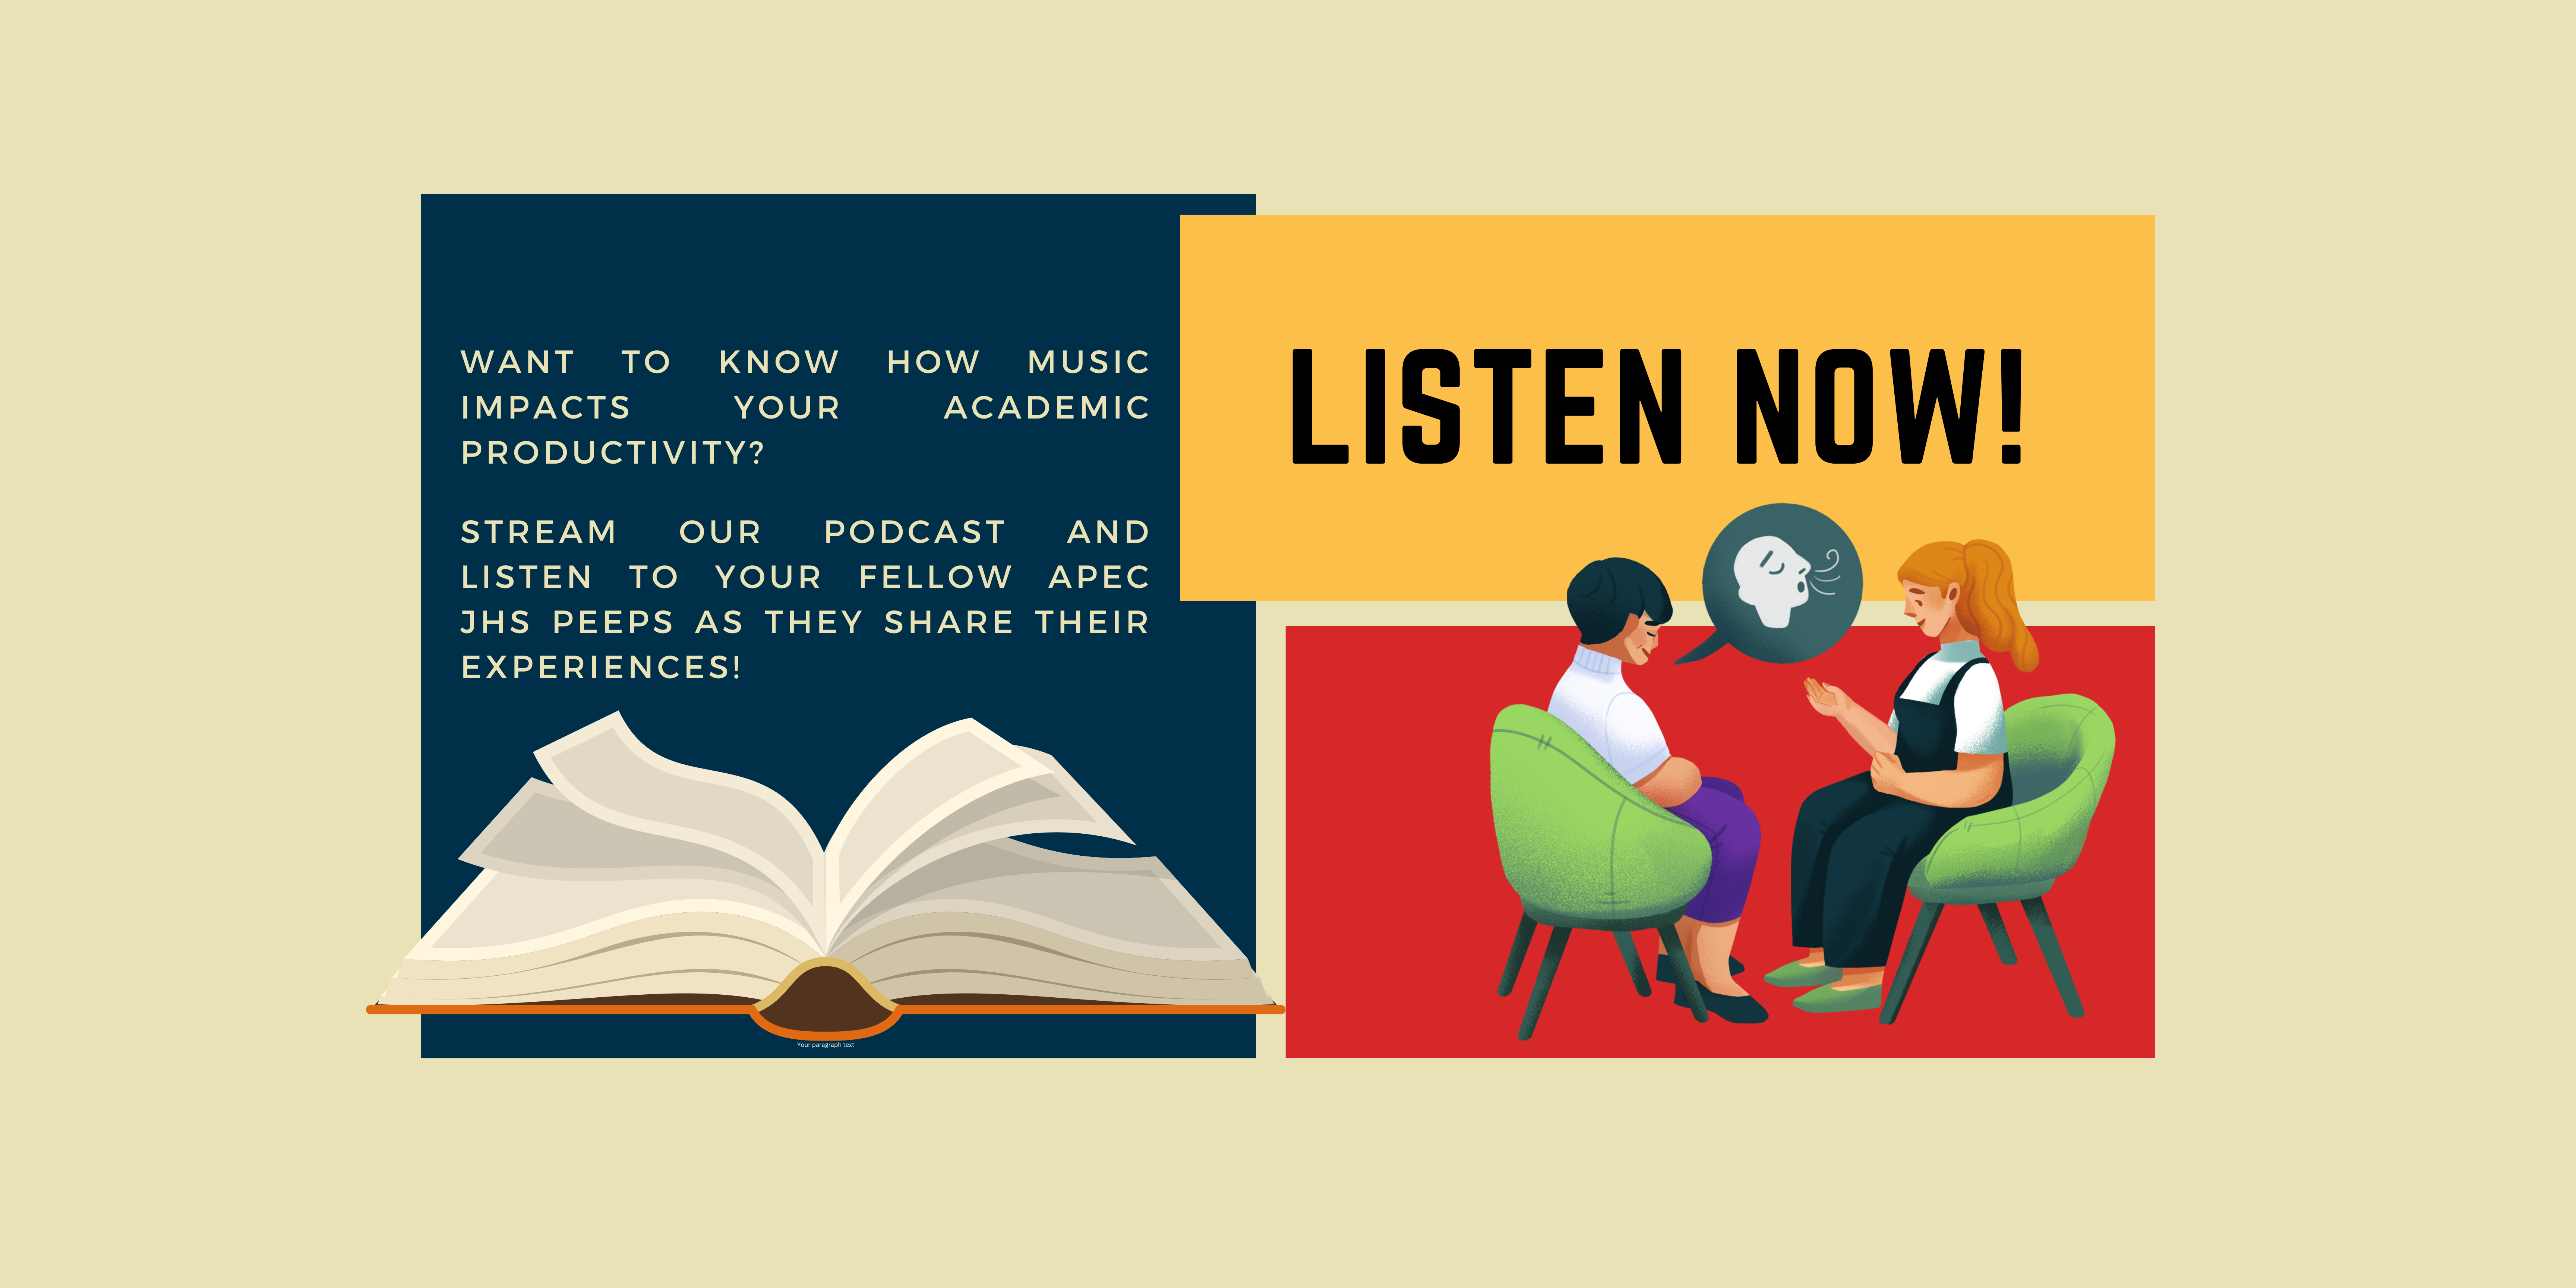 WANT TO KNOW HOW MUSIC
IMPACTS YOUR ACADEMIC
PRODUCTIVITY?
STREAM OUR PODCAST AND
LISTEN TO YOUR FELLOW APEC
JHS PEEPS AS THEY SHARE THEIR
EXPERIENCES!
Your paragraph text
LISTEN NOW!